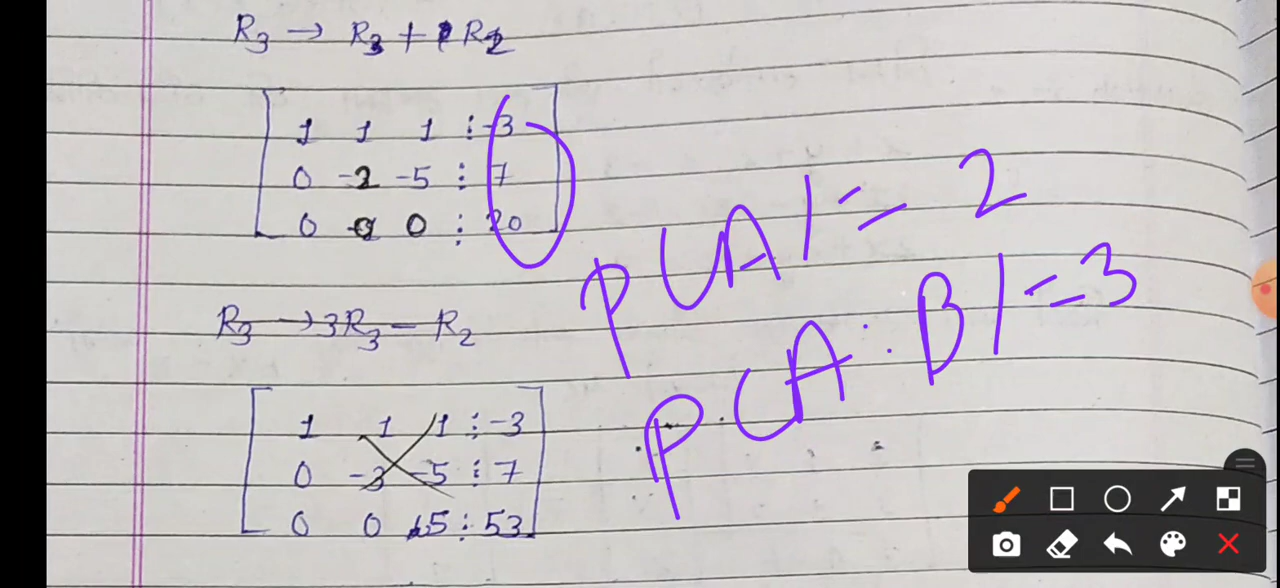 R3 → R3 + R2
1 1 1 : -3
0 -2 -5 : 7
0 0 0 : 20
ρ(A) = 2
ρ(A:B) = 3
R3 → 3R3 - R2
1 1 1 : -3
0 -3 -5 : 7
0 0 15 : 53